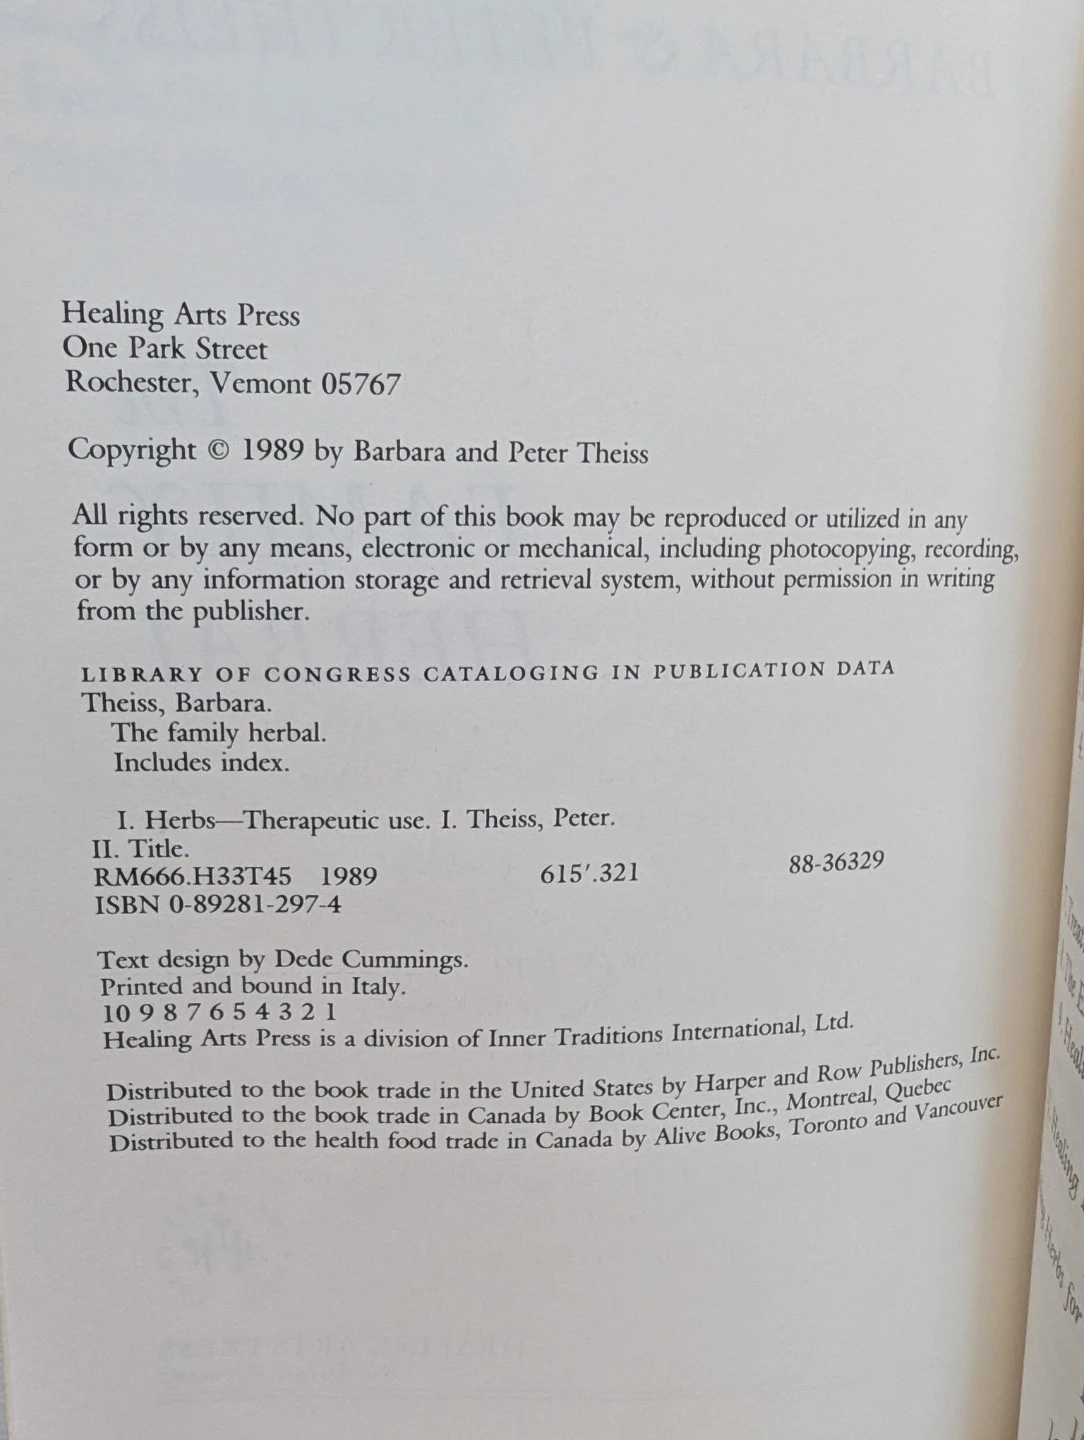 Healing Arts Press
One Park Street
Rochester, Vemont 05767
Copyright © 1989 by Barbara and Peter Theiss
All rights reserved. No part of this book may be reproduced or utilized in any
form or by any means, electronic or mechanical, including photocopying, recording,
or by any information storage and retrieval system, without permission in writing
from the publisher.
LIBRARY OF CONGRESS CATALOGING IN PUBLICATION DATA
Theiss, Barbara.
The family herbal.
Includes index.
I. Herbs—Therapeutic use. I. Theiss, Peter.
II. Title.
RM666.H33T45 1989 615′.321 88-36329
ISBN 0-89281-297-4
Text design by Dede Cummings.
Printed and bound in Italy.
10 9 8 7 6 5 4 3 2 1
Healing Arts Press is a division of Inner Traditions International, Ltd.
Distributed to the book trade in the United States by Harper and Row Publishers, Inc.
Distributed to the book trade in Canada by Book Center, Inc., Montreal, Quebec
Distributed to the health food trade in Canada by Alive Books, Toronto and Vancouver
The
Healing
Herbs for